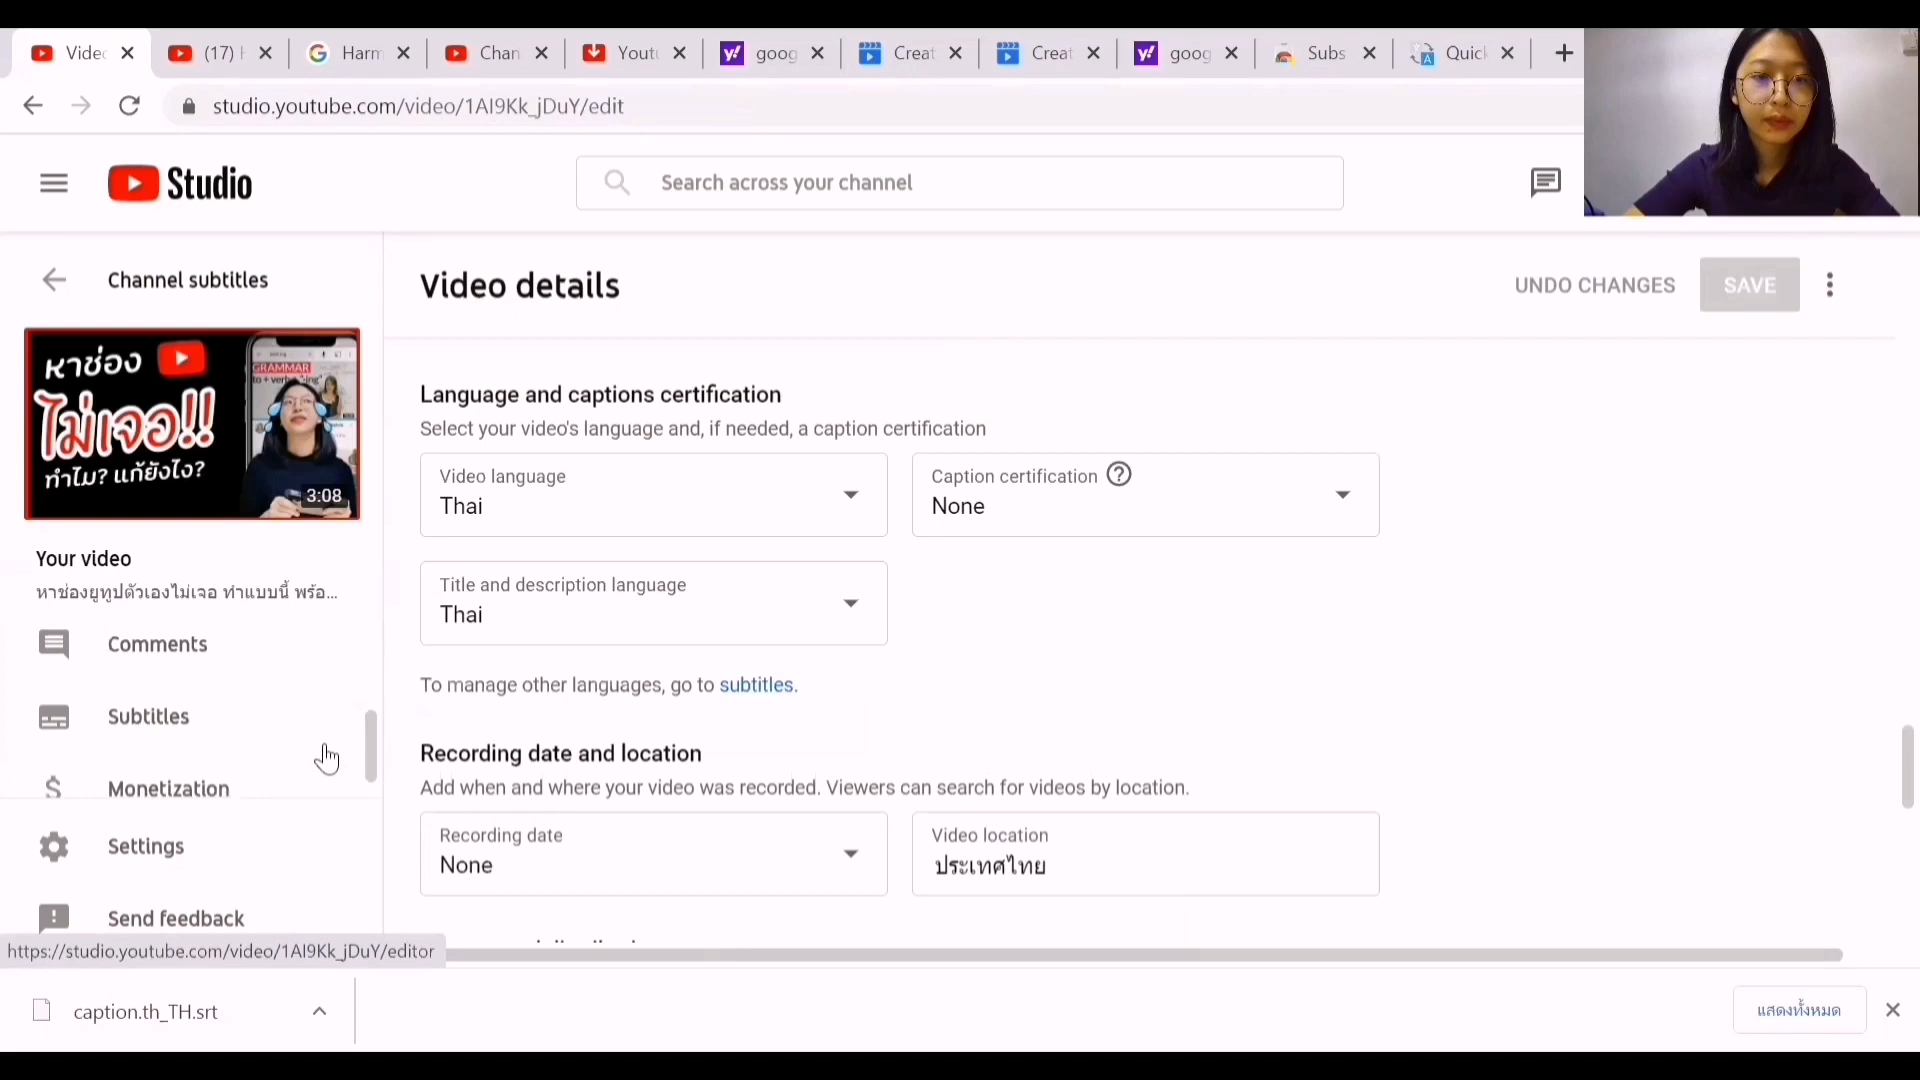 Video
(17)
Harm
Chan
Youtu
goog
Creat
Creat
goog
Subs
Quick
studio.youtube.com/video/1AI9Kk_jDuY/edit
Studio
Search across your channel
Channel subtitles
Video details
UNDO CHANGES
SAVE
หาช่อง
ไม่เจอ!!
ทำไม? แก้ยังไง?
GRAMMAR
to + verb "-ing"
3:08
Your video
หาช่องยูทูปตัวเองไม่เจอ ทำแบบนี้ พร้อ...
Comments
Subtitles
Monetization
Settings
Send feedback
Language and captions certification
Select your video's language and, if needed, a caption certification
Video language
Thai
Caption certification
None
Title and description language
Thai
To manage other languages, go to subtitles.
Recording date and location
Add when and where your video was recorded. Viewers can search for videos by location.
Recording date
None
Video location
ประเทศไทย
https://studio.youtube.com/video/1AI9Kk_jDuY/editor
caption.th_TH.srt
แสดงทั้งหมด